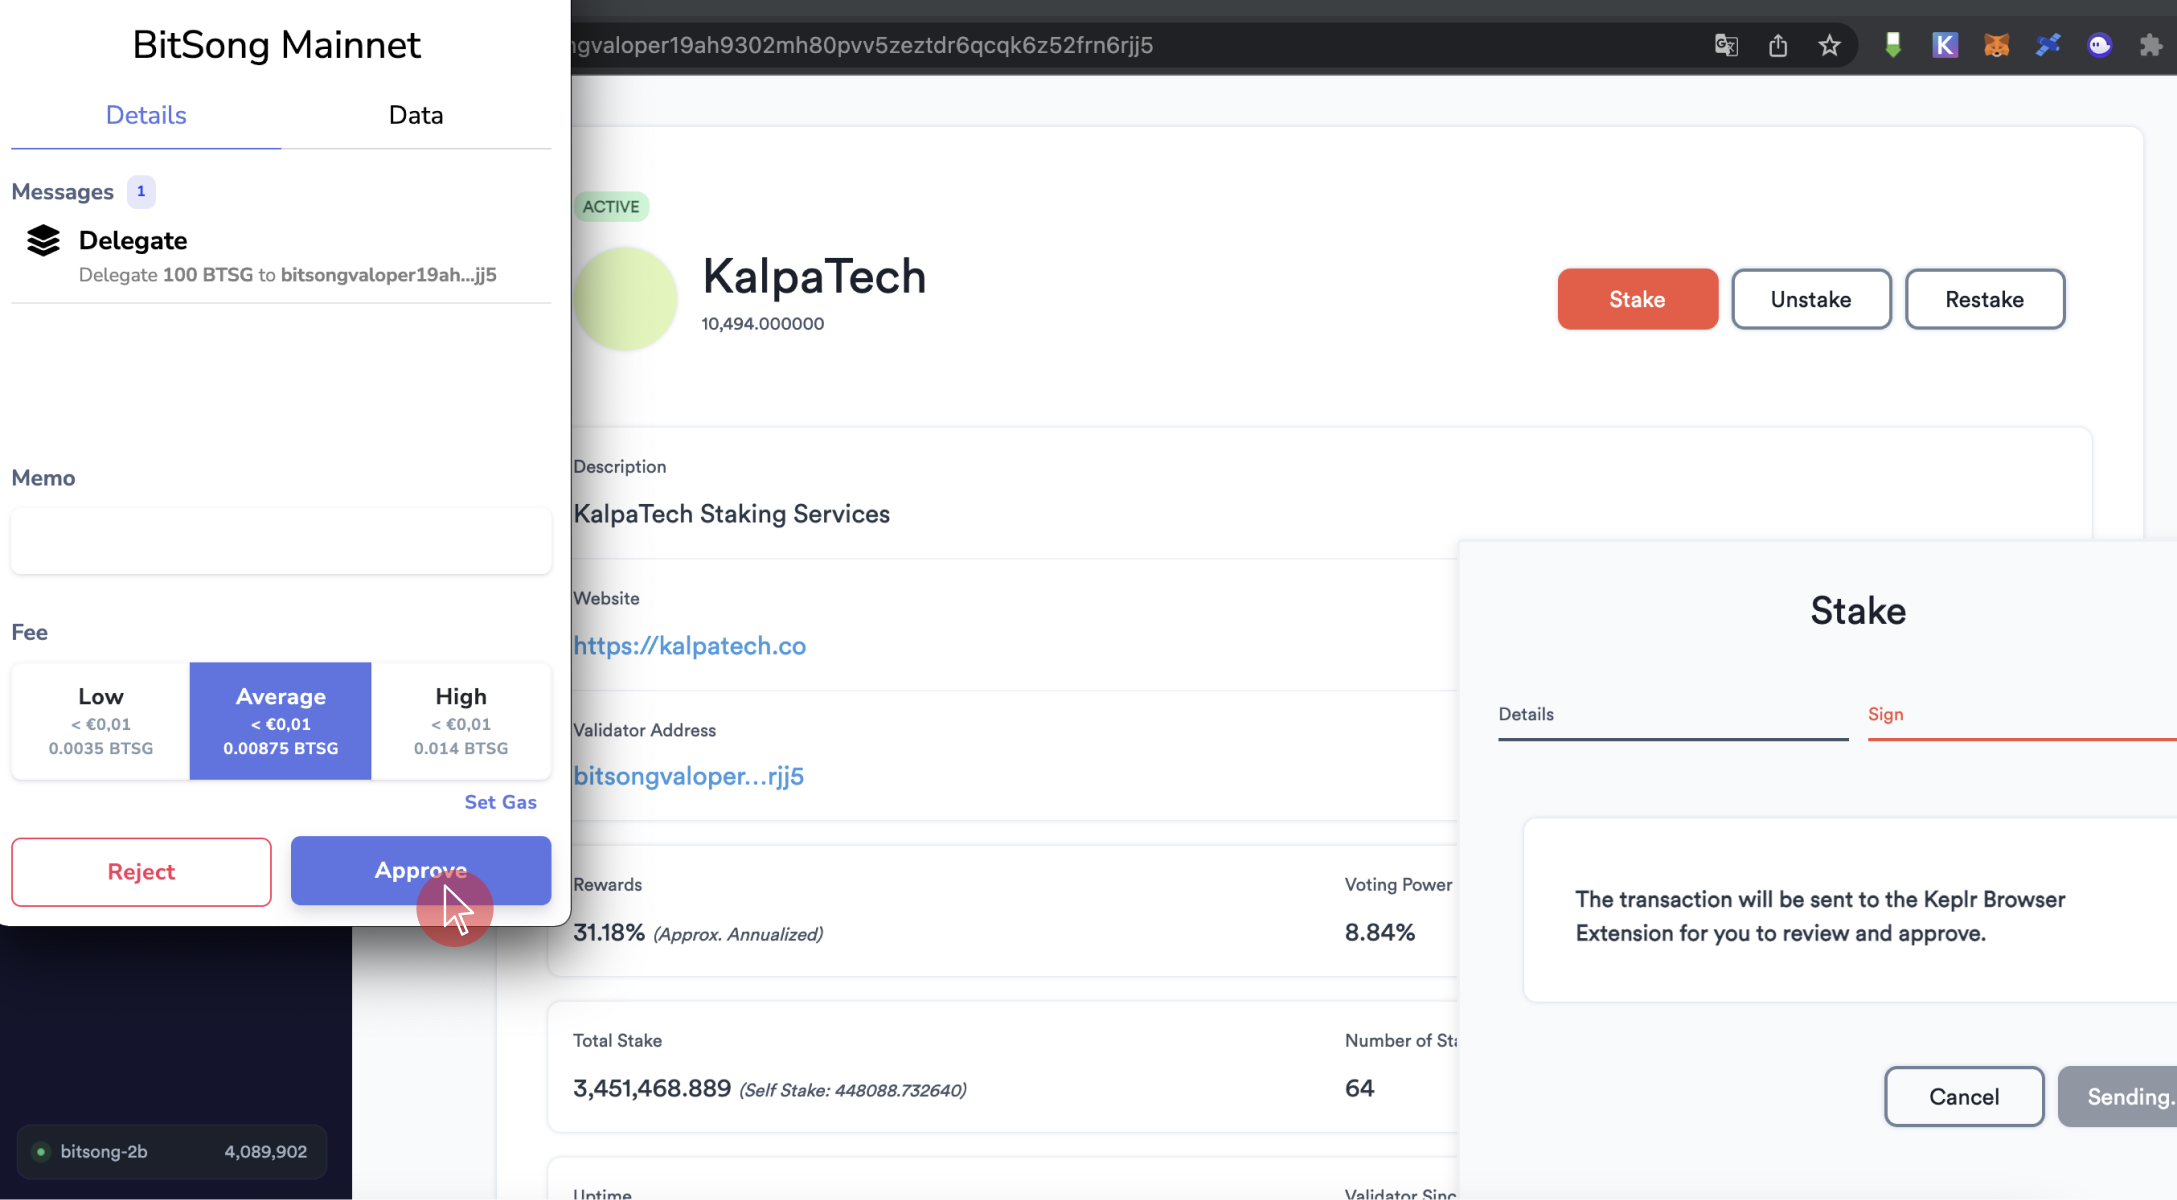 BitSong Mainnet
Details
Data
Messages 1
Delegate
Delegate 100 BTSG to bitsongvaloper19ah...jj5
Memo
Fee
Low
< €0,01
0.0035 BTSG
Average
< €0,01
0.00875 BTSG
High
< €0,01
0.014 BTSG
Set Gas
Reject
Approve
ngvaloper19ah9302mh80pvv5zeztdr6qcqk6z52frn6rjj5
K
ACTIVE
KalpaTech
10,494.000000
Stake
Unstake
Restake
Description
KalpaTech Staking Services
Website
https://kalpatech.co
Validator Address
bitsongvaloper...rjj5
Rewards
31.18% (Approx. Annualized)
Voting Power
8.84%
Total Stake
3,451,468.889 (Self Stake: 448088.732640)
Number of Sta
64
Uptime
Validator Sinc
Stake
Details
Sign
The transaction will be sent to the Keplr Browser
Extension for you to review and approve.
Cancel
Sending.
bitsong-2b
4,089,902